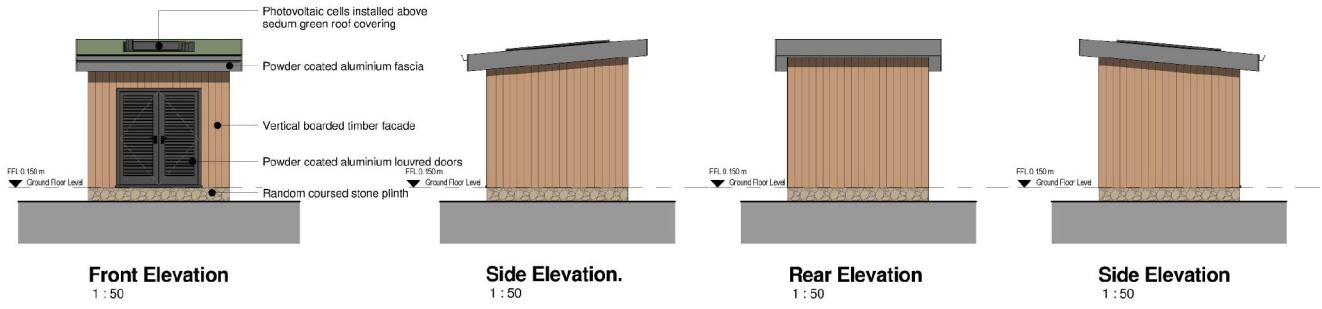 Photovoltaic cells installed above
sedum green roof covering
Powder coated aluminium fascia
Vertical boarded timber facade
Powder coated aluminium louvred doors
Random coursed stone plinth
FFL 0.150 m
Ground Floor Level
FFL 0.150 m
Ground Floor Level
FFL 0.150 m
Ground Floor Level
FFL 0.150 m
Ground Floor Level
Front Elevation
1 : 50
Side Elevation.
1 : 50
Rear Elevation
1 : 50
Side Elevation
1 : 50